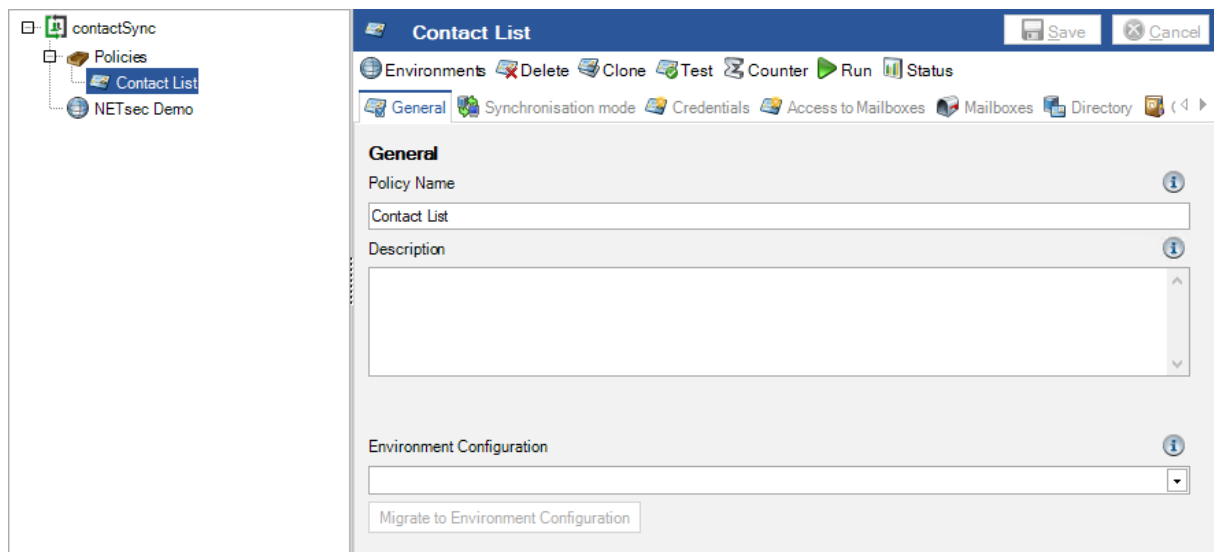 contactSync
Policies
Contact List
NETsec Demo
Contact List
Save
Cancel
Environments Delete Clone Test Counter Run Status
General Synchronisation mode Credentials Access to Mailboxes Mailboxes Directory (
General
Policy Name
Contact List
Description
Environment Configuration
Migrate to Environment Configuration